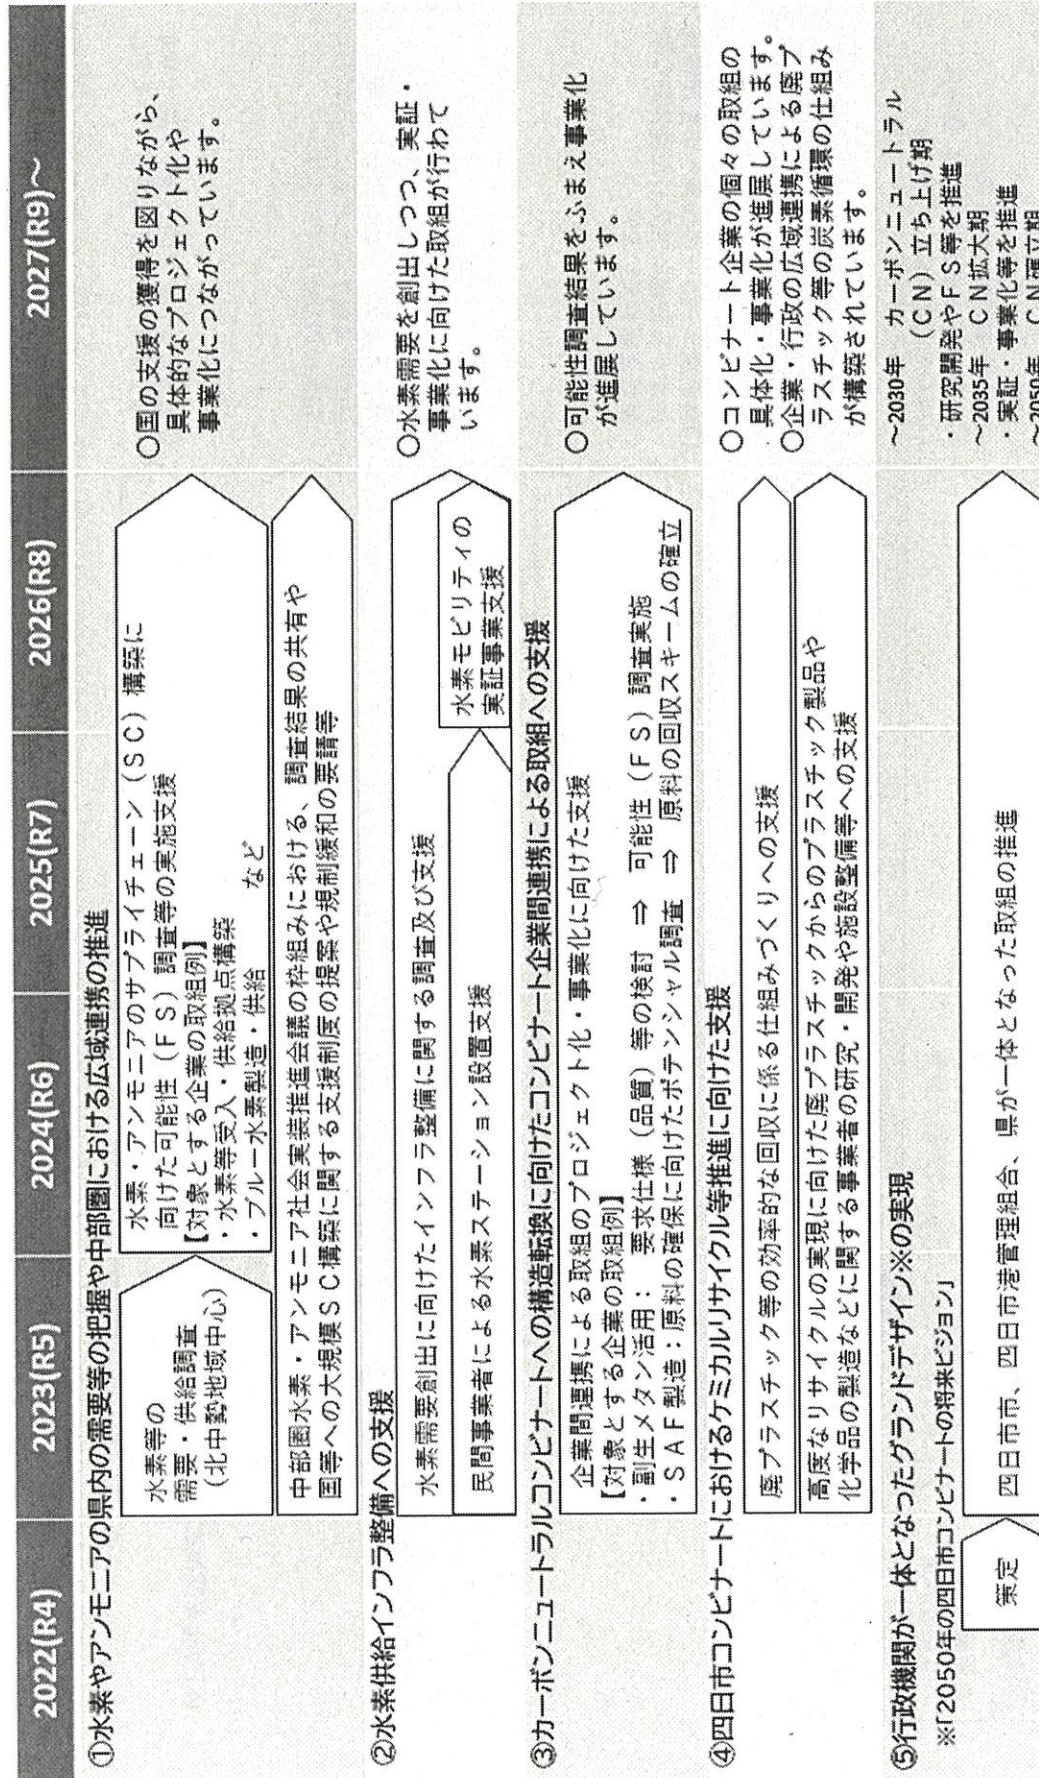 2022(R4)
2023(R5)
2024(R6)
2025(R7)
2026(R8)
2027(R9)～
①水素やアンモニアの県内の需要等の把握や中部圏における広域連携の推進
水素等の
需要・供給調査
(北中勢地域中心)
水素・アンモニアのサプライチェーン（SC）構築に
向けた可能性（FS）調査等の実施支援
【対象とする企業の取組例】
・水素等受入・供給拠点構築
・ブルー水素製造・供給　など
中部圏水素・アンモニア社会実装推進会議の枠組みにおける、調査結果の共有や
国等への大規模SC構築に関する支援制度の提案や規制緩和の要請等
〇国の支援の獲得を図りながら、
具体的なプロジェクト化や
事業化につながっています。
②水素供給インフラ整備への支援
水素需要創出に向けたインフラ整備に関する調査及び支援
民間事業者による水素ステーション設置支援
水素モビリティの
実証事業支援
〇水素需要を創出しつつ、実証・
事業化に向けた取組が行わて
います。
③カーボンニュートラルコンビナートへの構造転換に向けたコンビナート企業間連携による取組への支援
企業間連携による取組のプロジェクト化・事業化に向けた支援
【対象とする企業の取組例】
・副生メタン活用：　要求仕様（品質）等の検討　⇒　可能性（FS）調査実施
・SAF製造：原料の確保に向けたポテンシャル調査　⇒　原料の回収スキームの確立
〇可能性調査結果をふまえ事業化
が進展しています。
④四日市コンビナートにおけるケミカルリサイクル等推進に向けた支援
廃プラスチック等の効率的な回収に係る仕組みづくりへの支援
高度なリサイクルの実現に向けた廃プラスチックからのプラスチック製品や
化学品の製造などに関する事業者の研究・開発や施設整備等への支援
〇コンビナート企業の個々の取組の
具体化・事業化が進展しています。
〇企業・行政の広域連携による廃プ
ラスチック等の炭素循環の仕組み
が構築されています。
⑤行政機関が一体となったグランドデザイン※の実現
※「2050年の四日市コンビナートの将来ビジョン」
策定
四日市市、四日市港管理組合、県が一体となった取組の推進
～2030年　カーボンニュートラル
（CN）立ち上げ期
・研究開発やFS等を推進
～2035年　CN拡大期
・実証・事業化等を推進
～2050年　CN確立期